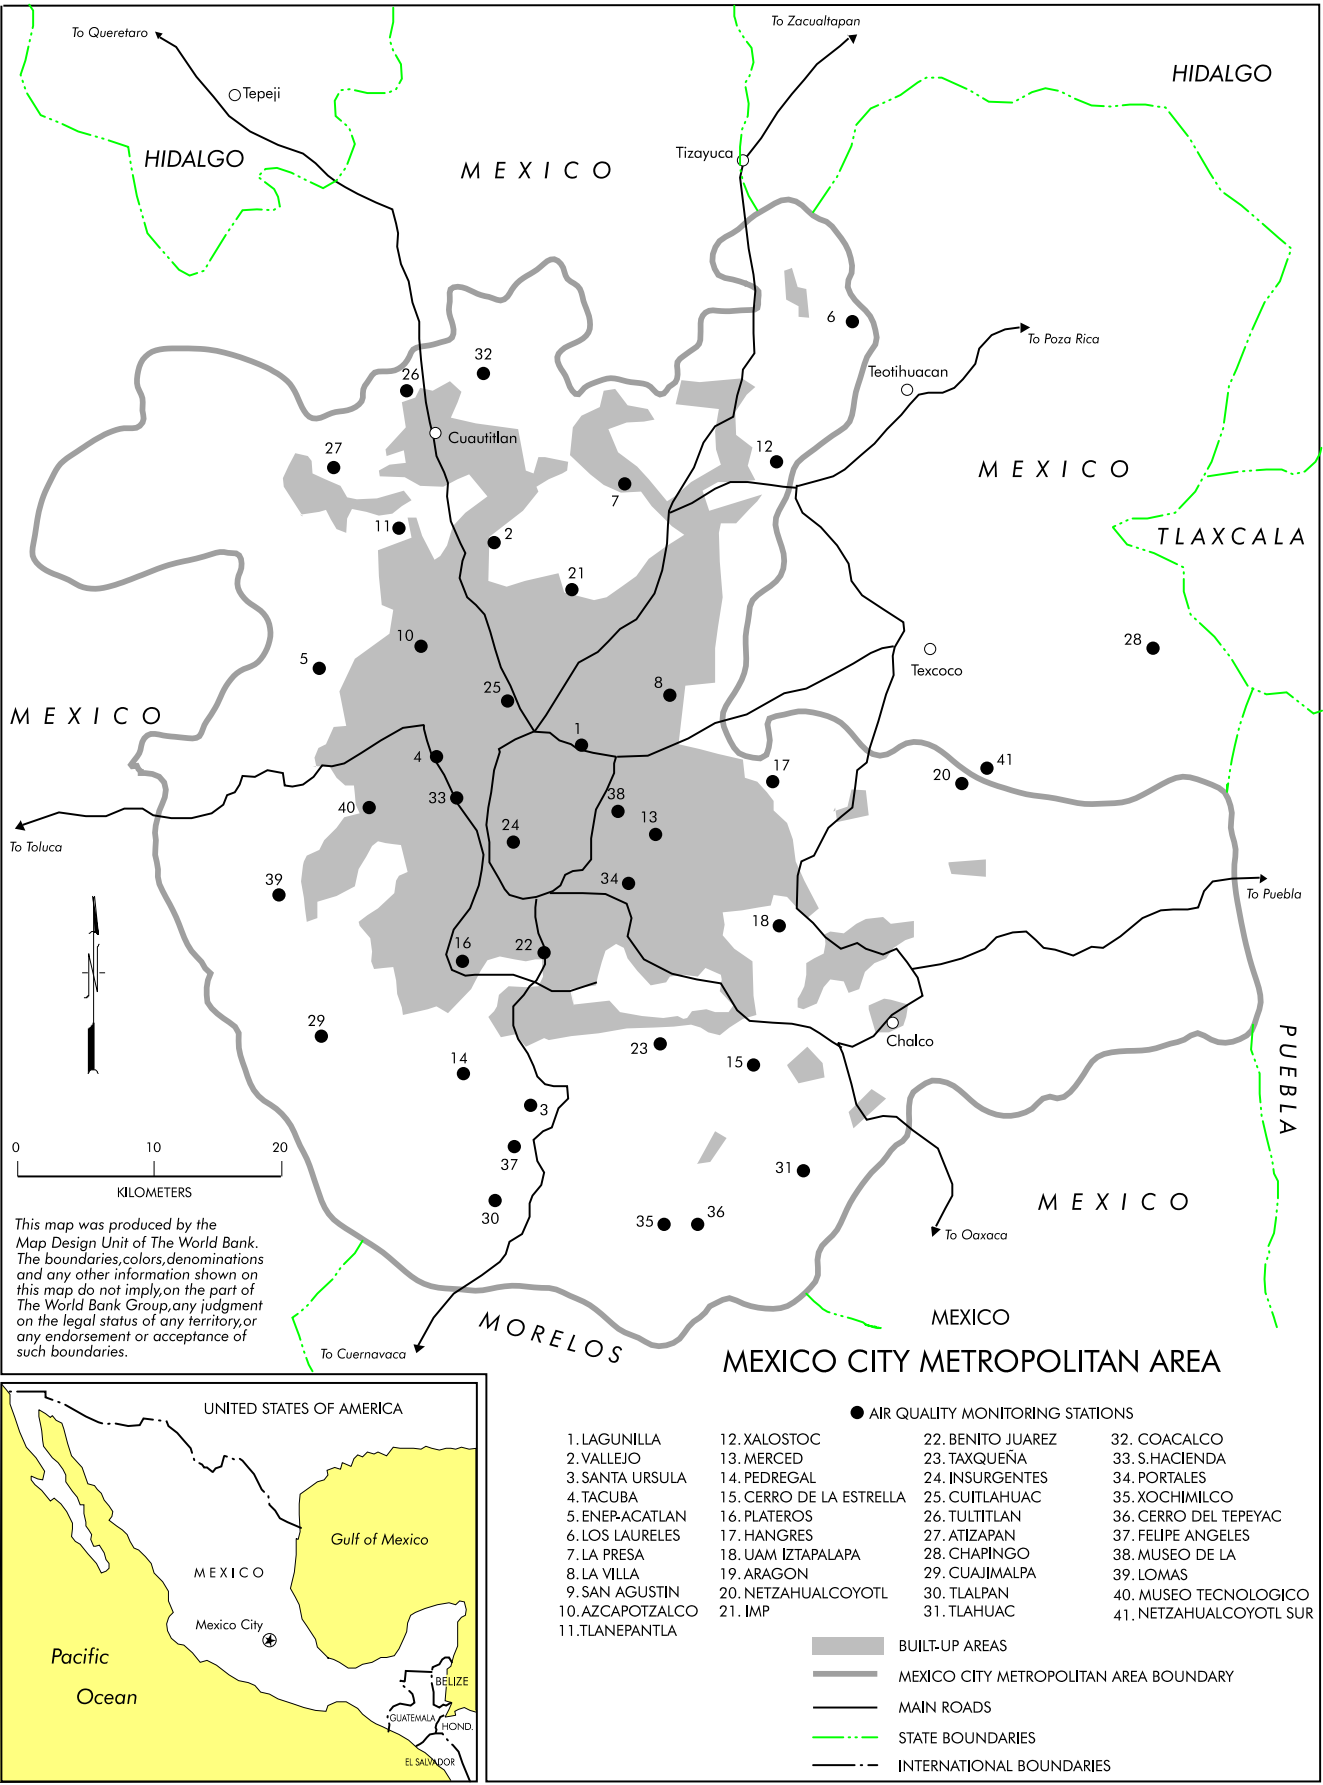 To Queretaro
To Zacualtapan
HIDALGO
Tepeji
HIDALGO
MEXICO
Tizayuca
6
To Poza Rica
32
26
Teotihuacan
Cuautitlan
27
12
MEXICO
7
11
2
TLAXCALA
21
10
28
5
Texcoco
8
25
MEXICO
1
4
41
17
20
33
40
38
13
24
To Toluca
39
34
To Puebla
18
16
22
29
23
Chalco
15
14
PUEBLA
3
0 10 20
37
31
KILOMETERS
MEXICO
30
35
36
To Oaxaca
This map was produced by the
Map Design Unit of The World Bank.
The boundaries,colors,denominations
and any other information shown on
this map do not imply,on the part of
The World Bank Group,any judgment
on the legal status of any territory,or
any endorsement or acceptance of
such boundaries.
MORELOS
MEXICO
To Cuernavaca
MEXICO CITY METROPOLITAN AREA
AIR QUALITY MONITORING STATIONS
1. LAGUNILLA
2. VALLEJO
3. SANTA URSULA
4. TACUBA
5. ENEP-ACATLAN
6. LOS LAURELES
7. LA PRESA
8. LA VILLA
9. SAN AGUSTIN
10. AZCAPOTZALCO
11. TLANEPANTLA
12. XALOSTOC
13. MERCED
14. PEDREGAL
15. CERRO DE LA ESTRELLA
16. PLATEROS
17. HANGRES
18. UAM IZTAPALAPA
19. ARAGON
20. NETZAHUALCOYOTL
21. IMP
22. BENITO JUAREZ
23. TAXQUEÑA
24. INSURGENTES
25. CUITLAHUAC
26. TULTITLAN
27. ATIZAPAN
28. CHAPINGO
29. CUAJIMALPA
30. TLALPAN
31. TLAHUAC
32. COACALCO
33. S.HACIENDA
34. PORTALES
35. XOCHIMILCO
36. CERRO DEL TEPEYAC
37. FELIPE ANGELES
38. MUSEO DE LA
39. LOMAS
40. MUSEO TECNOLOGICO
41. NETZAHUALCOYOTL SUR
BUILT-UP AREAS
MEXICO CITY METROPOLITAN AREA BOUNDARY
MAIN ROADS
STATE BOUNDARIES
INTERNATIONAL BOUNDARIES
UNITED STATES OF AMERICA
Gulf of Mexico
MEXICO
Mexico City
Pacific
Ocean
BELIZE
GUATEMALA
HOND.
EL SALVADOR
N